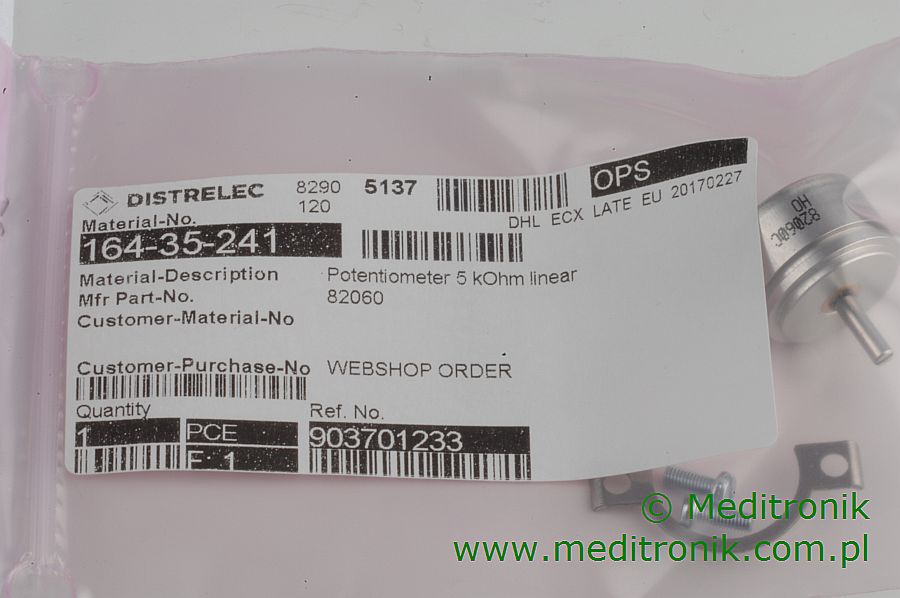 DISTRELEC 8290 5137 OPS
120 DHL ECX LATE EU 20170227
Material-No.
164-35-241
Material-Description Potentiometer 5 kOhm linear
Mfr Part-No. 82060
Customer-Material-No
Customer-Purchase-No WEBSHOP ORDER
Quantity Ref. No.
1 PCE 903701233
F 1
82060C
HO
© Meditronik
www.meditronik.com.pl